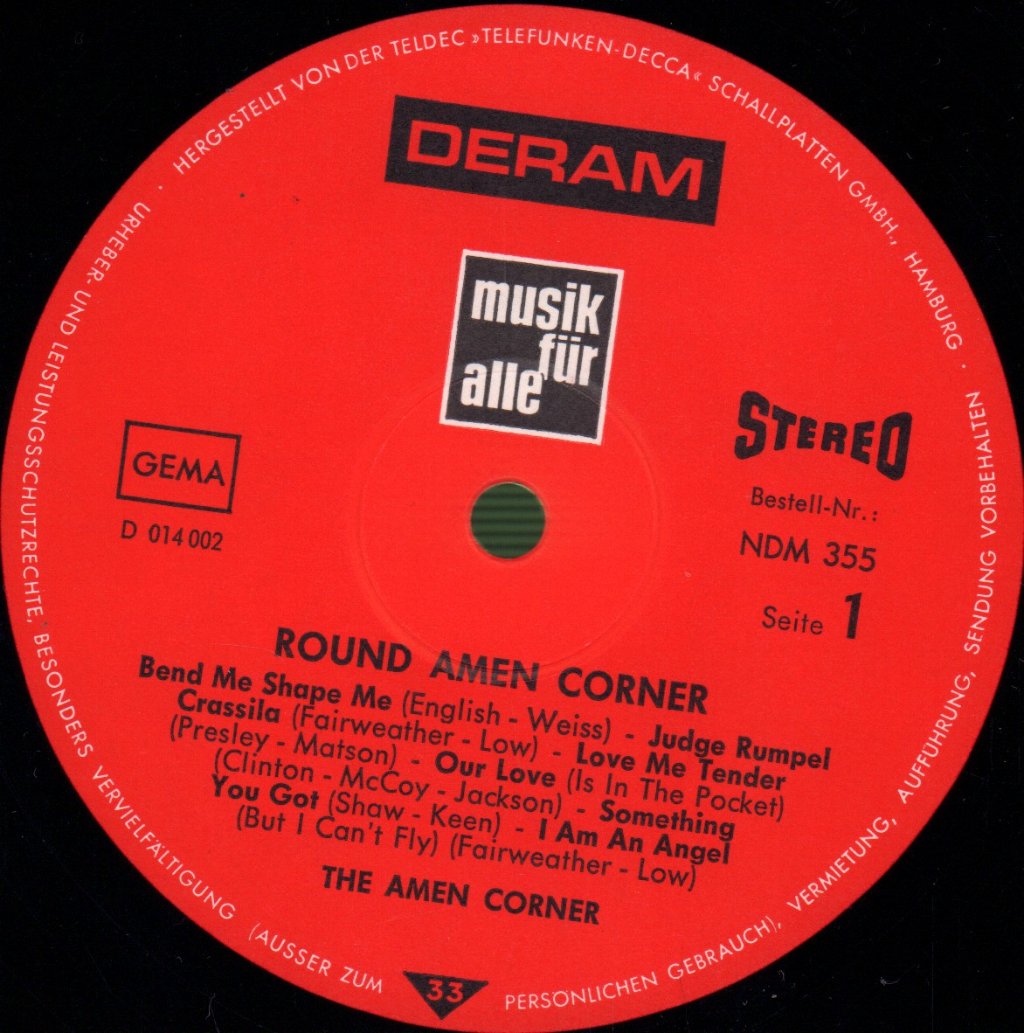 HERGESTELLT VON DER TELDEC »TELEFUNKEN-DECCA« SCHALLPLATTEN GMBH., HAMBURG · SENDUNG VORBEHALTEN
URHEBER- UND LEISTUNGSSCHUTZRECHTE, BESONDERS VERVIELFÄLTIGUNG (AUSSER ZUM PERSÖNLICHEN GEBRAUCH), VERMIETUNG, AUFFÜHRUNG,
DERAM
musik
für
alle
STEREO
GEMA
D 014 002
Bestell-Nr.:
NDM 355
Seite 1
ROUND AMEN CORNER
Bend Me Shape Me (English - Weiss) - Judge Rumpel
Crassila (Fairweather - Low) - Love Me Tender
(Presley - Matson) - Our Love (Is In The Pocket)
(Clinton - McCoy - Jackson) - Something
You Got (Shaw - Keen) - I Am An Angel
(But I Can't Fly) (Fairweather - Low)
THE AMEN CORNER
33